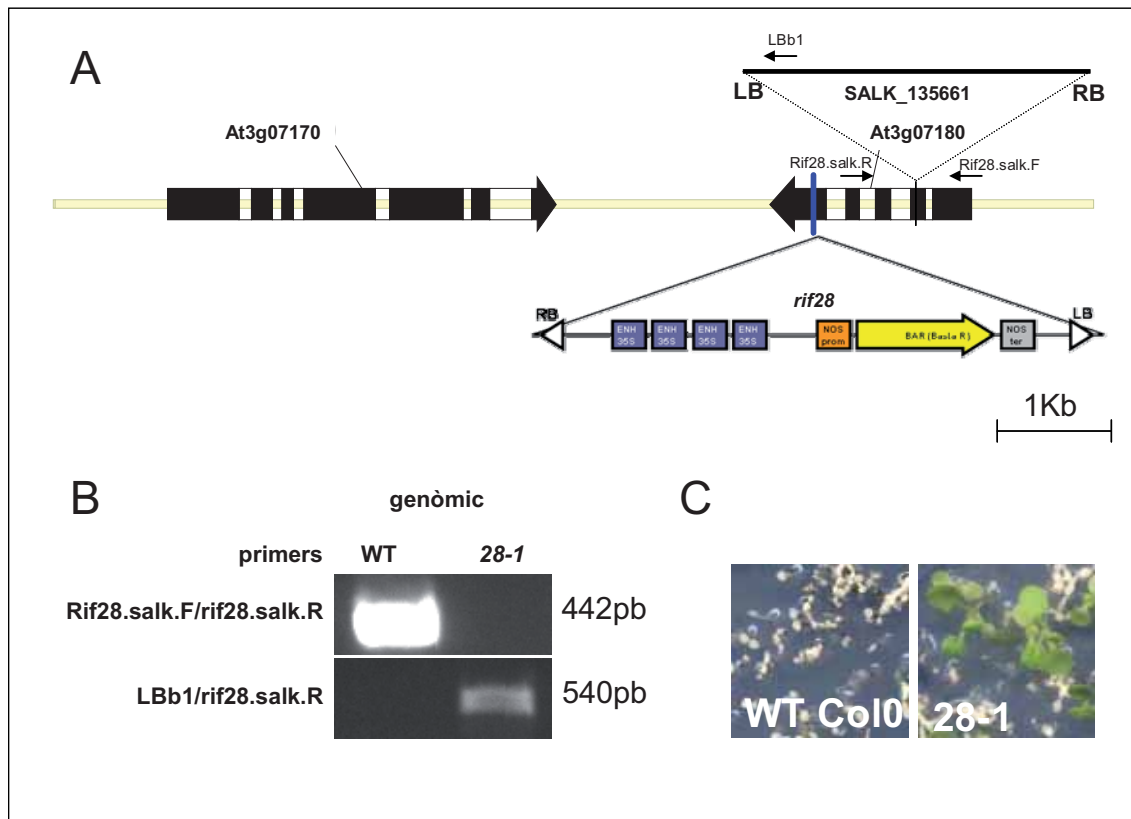 A
LBb1
LB
SALK_135661
RB
At3g07170
At3g07180
Rif28.salk.R
Rif28.salk.F
rif28
RB
LB
ENH 35S
ENH 35S
ENH 35S
ENH 35S
NOS prom
BAR (Basta R)
NOS ter
1Kb
B
C
genòmic
primers
WT
28-1
Rif28.salk.F/rif28.salk.R
442pb
LBb1/rif28.salk.R
540pb
WT Col0
28-1